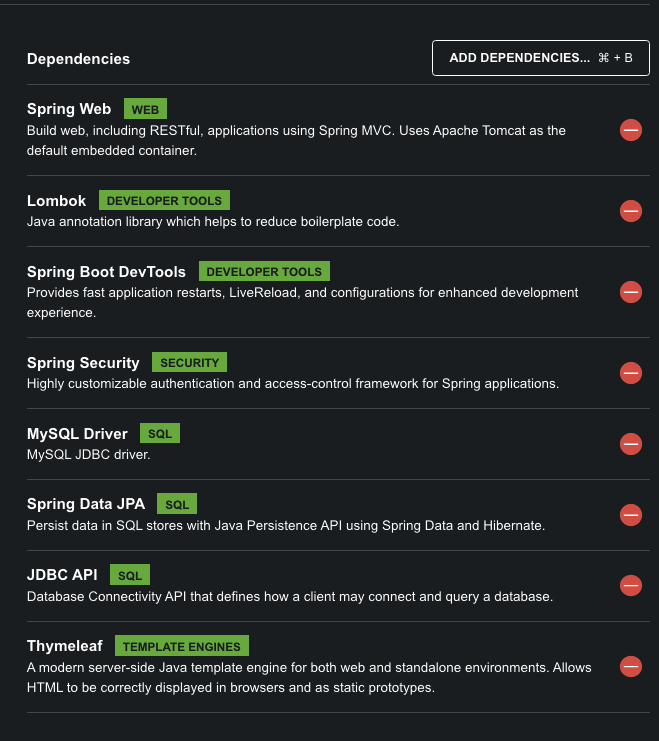 Dependencies
ADD DEPENDENCIES... ⌘ + B
Spring Web WEB
Build web, including RESTful, applications using Spring MVC. Uses Apache Tomcat as the
default embedded container.
Lombok DEVELOPER TOOLS
Java annotation library which helps to reduce boilerplate code.
Spring Boot DevTools DEVELOPER TOOLS
Provides fast application restarts, LiveReload, and configurations for enhanced development
experience.
Spring Security SECURITY
Highly customizable authentication and access-control framework for Spring applications.
MySQL Driver SQL
MySQL JDBC driver.
Spring Data JPA SQL
Persist data in SQL stores with Java Persistence API using Spring Data and Hibernate.
JDBC API SQL
Database Connectivity API that defines how a client may connect and query a database.
Thymeleaf TEMPLATE ENGINES
A modern server-side Java template engine for both web and standalone environments. Allows
HTML to be correctly displayed in browsers and as static prototypes.